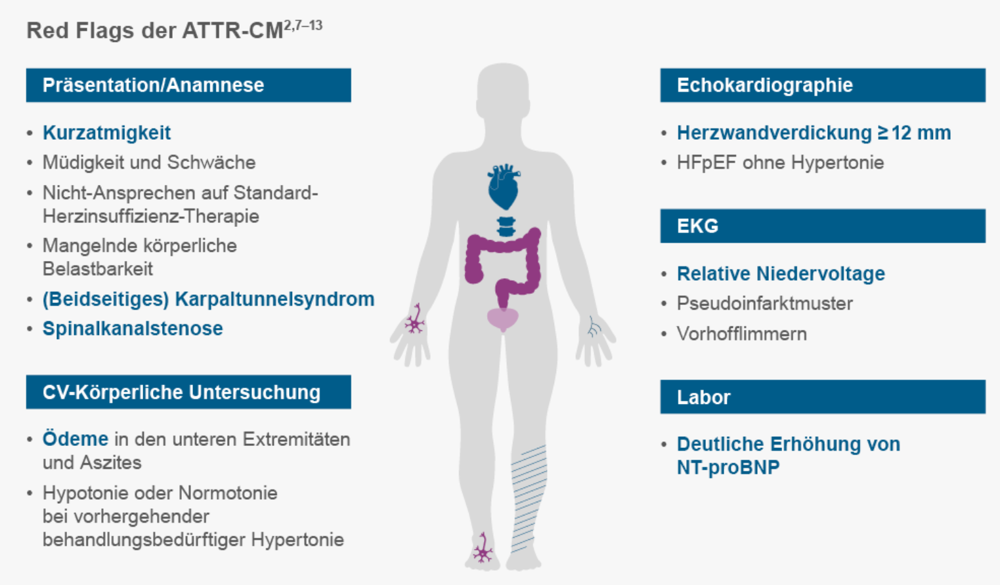 Red Flags der ATTR-CM2,7–13
Präsentation/Anamnese
• Kurzatmigkeit
• Müdigkeit und Schwäche
• Nicht-Ansprechen auf Standard-
Herzinsuffizienz-Therapie
• Mangelnde körperliche
Belastbarkeit
• (Beidseitiges) Karpaltunnelsyndrom
• Spinalkanalstenose
CV-Körperliche Untersuchung
• Ödeme in den unteren Extremitäten
und Aszites
• Hypotonie oder Normotonie
bei vorhergehender
behandlungsbedürftiger Hypertonie
Echokardiographie
• Herzwandverdickung ≥ 12 mm
• HFpEF ohne Hypertonie
EKG
• Relative Niedervoltage
• Pseudoinfarktmuster
• Vorhofflimmern
Labor
• Deutliche Erhöhung von
NT-proBNP